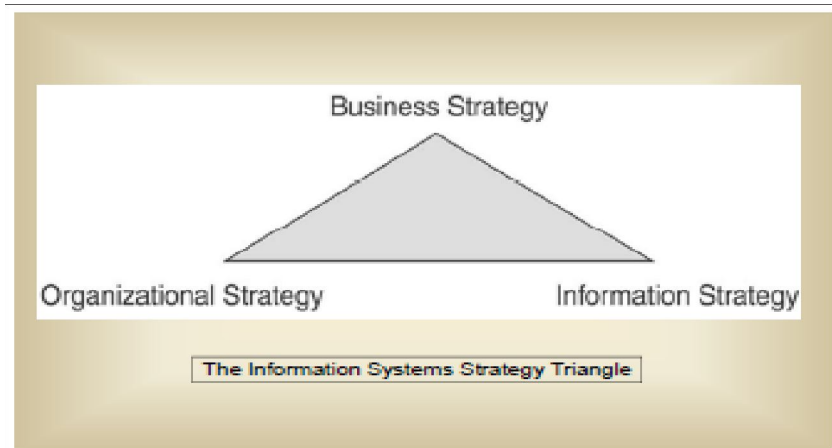 Business Strategy
Organizational Strategy
Information Strategy
The Information Systems Strategy Triangle